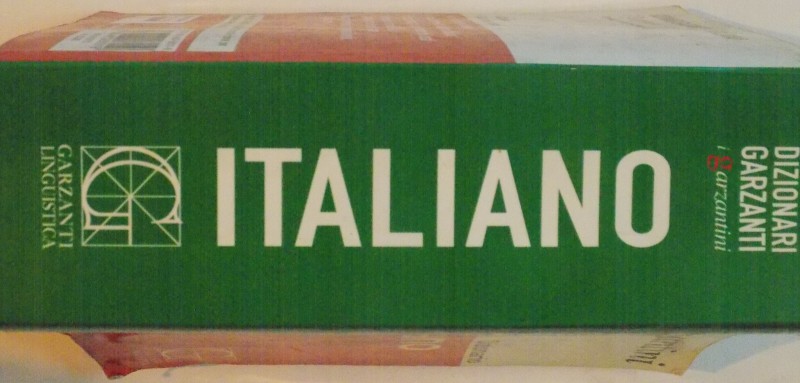 DIZIONARI
GARZANTI
i garzantini
ITALIANO
GARZANTI
LINGUISTICA